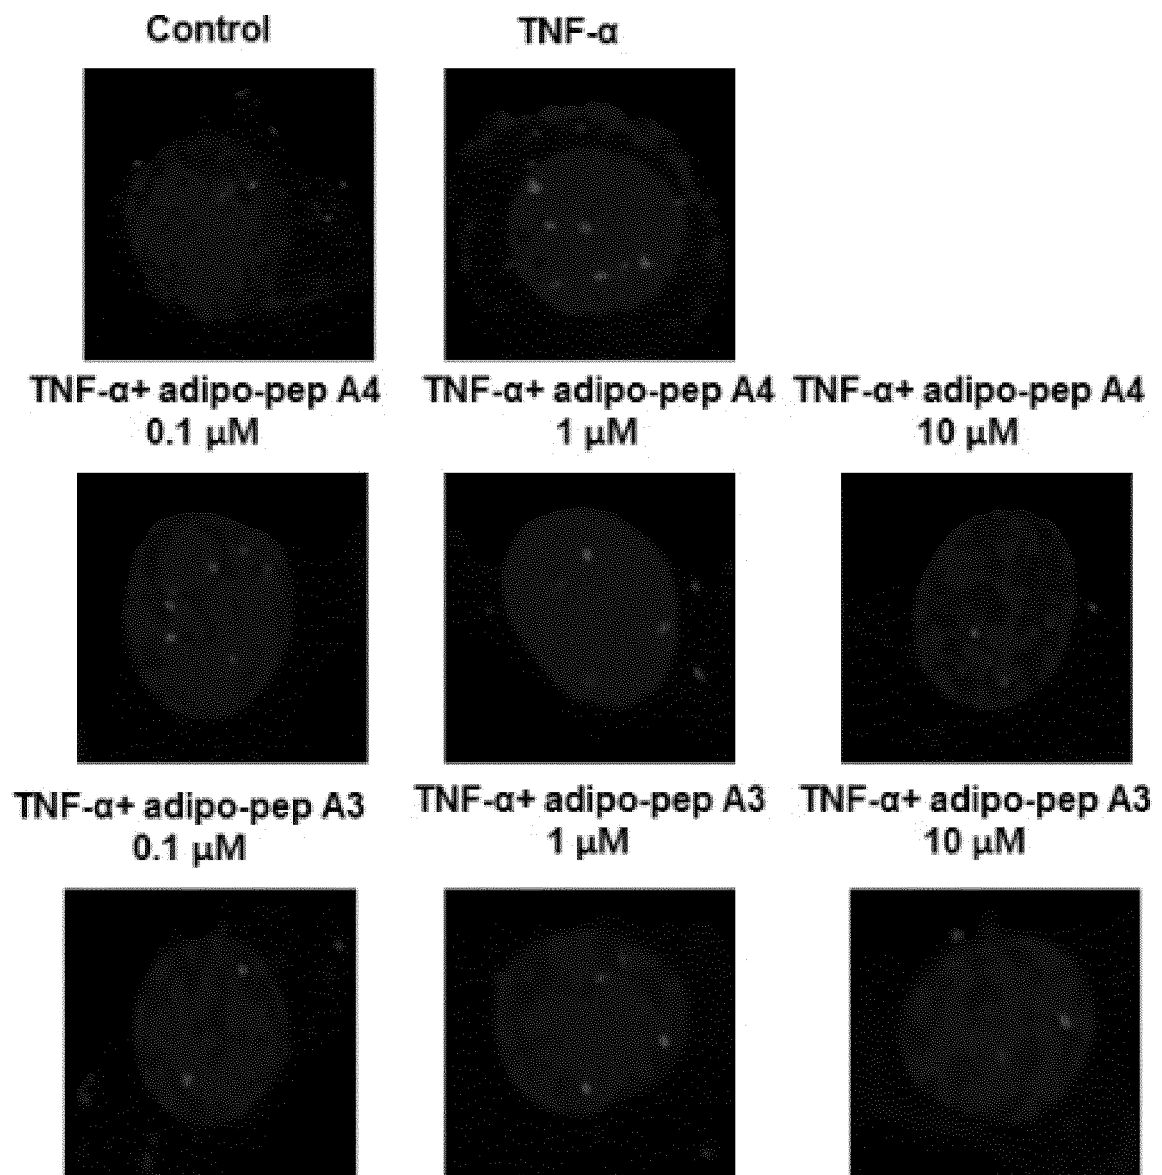 Control
TNF-α
TNF-α+ adipo-pep A4
0.1 μM
TNF-α+ adipo-pep A4
1 μM
TNF-α+ adipo-pep A4
10 μM
TNF-α+ adipo-pep A3
0.1 μM
TNF-α+ adipo-pep A3
1 μM
TNF-α+ adipo-pep A3
10 μM